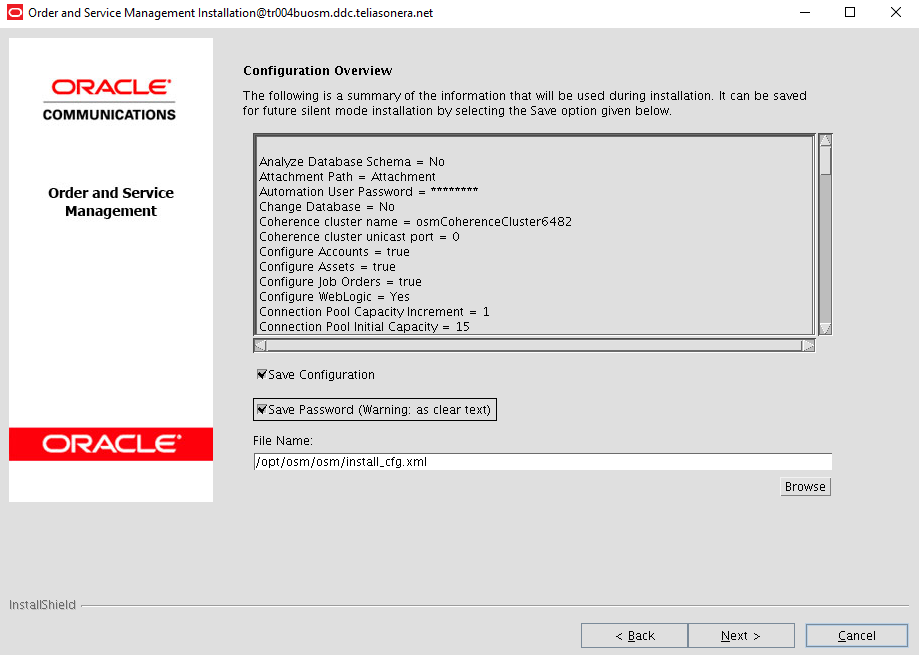 Order and Service Management Installation@tr004buosm.ddc.teliasonera.net
ORACLE
COMMUNICATIONS
Order and Service
Management
ORACLE
Configuration Overview
The following is a summary of the information that will be used during installation. It can be saved
for future silent mode installation by selecting the Save option given below.
Analyze Database Schema = No
Attachment Path = Attachment
Automation User Password = ********
Change Database = No
Coherence cluster name = osmCoherenceCluster6482
Coherence cluster unicast port = 0
Configure Accounts = true
Configure Assets = true
Configure Job Orders = true
Configure WebLogic = Yes
Connection Pool Capacity Increment = 1
Connection Pool Initial Capacity = 15
Save Configuration
Save Password (Warning: as clear text)
File Name:
/opt/osm/osm/install_cfg.xml
Browse
InstallShield
< Back
Next >
Cancel